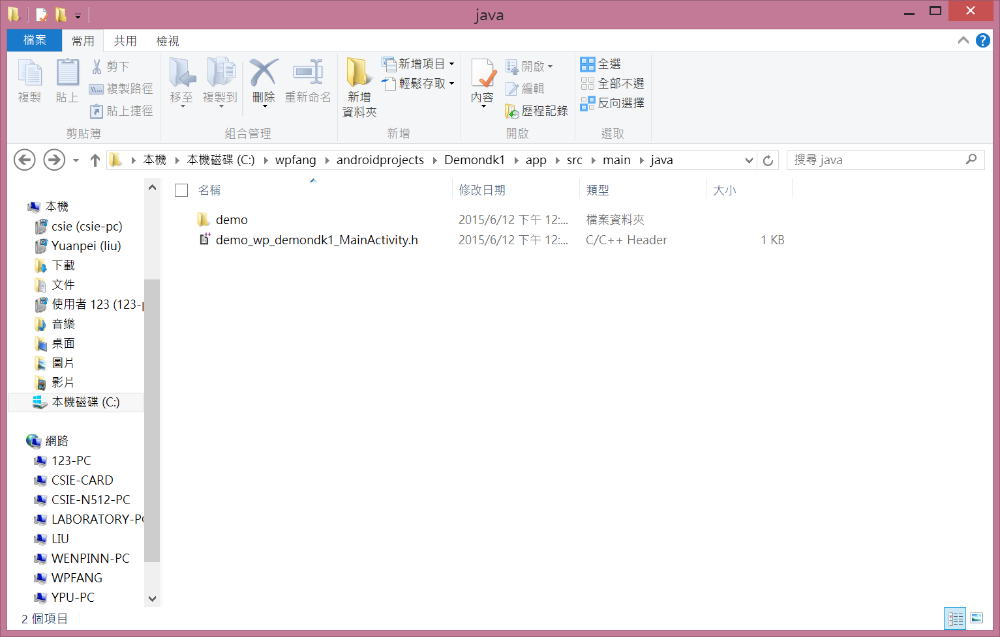 java
檔案 常用 共用 檢視
複製
貼上
剪下
複製路徑
貼上捷徑
剪貼簿
移至
複製到
刪除
重新命名
組合管理
新增
資料夾
新增項目
輕鬆存取
新增
內容
開啟
編輯
歷程記錄
開啟
全選
全部不選
反向選擇
選取
本機 本機磁碟 (C:) wpfang androidprojects Demondk1 app src main java
搜尋 java
名稱 修改日期 類型 大小
demo 2015/6/12 下午 12:... 檔案資料夾
demo_wp_demondk1_MainActivity.h 2015/6/12 下午 12:... C/C++ Header 1 KB
本機
csie (csie-pc)
Yuanpei (liu)
下載
文件
使用者 123 (123-p
音樂
桌面
圖片
影片
本機磁碟 (C:)
網路
123-PC
CSIE-CARD
CSIE-N512-PC
LABORATORY-PC
LIU
WENPINN-PC
WPFANG
YPU-PC
2 個項目